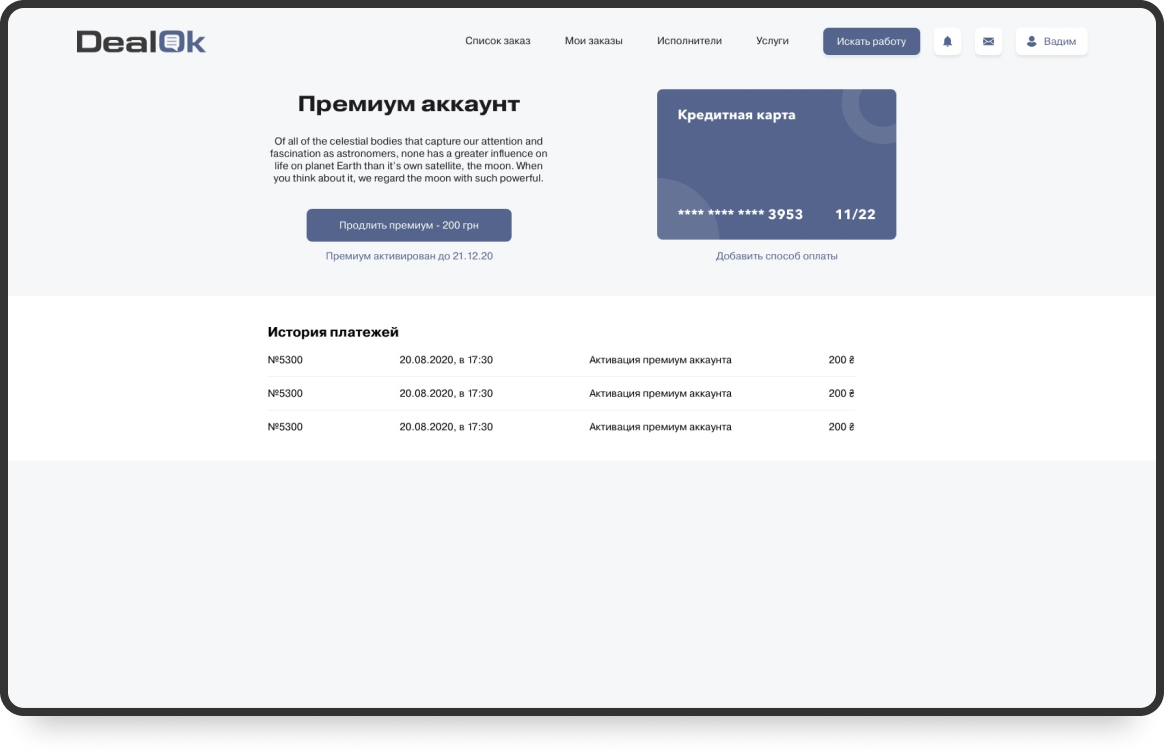 DealOk
Список заказ Мои заказы Исполнители Услуги Искать работу Вадим
Премиум аккаунт
Of all of the celestial bodies that capture our attention and
fascination as astronomers, none has a greater influence on
life on planet Earth than it's own satellite, the moon. When
you think about it, we regard the moon with such powerful.
Продлить премиум - 200 грн
Премиум активирован до 21.12.20
Кредитная карта
**** **** **** 3953 11/22
Добавить способ оплаты
История платежей
№5300 20.08.2020, в 17:30 Активация премиум аккаунта 200 ₴
№5300 20.08.2020, в 17:30 Активация премиум аккаунта 200 ₴
№5300 20.08.2020, в 17:30 Активация премиум аккаунта 200 ₴